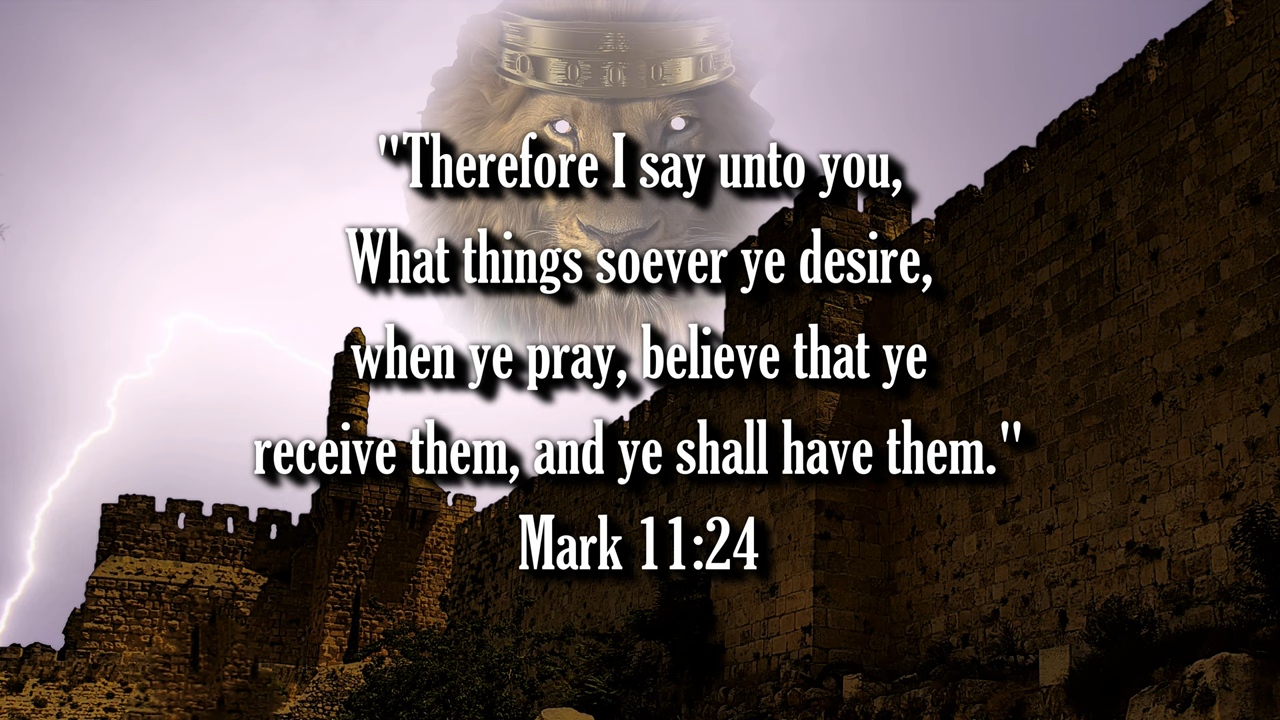 "Therefore I say unto you,
What things soever ye desire,
when ye pray, believe that ye
receive them, and ye shall have them."
Mark 11:24